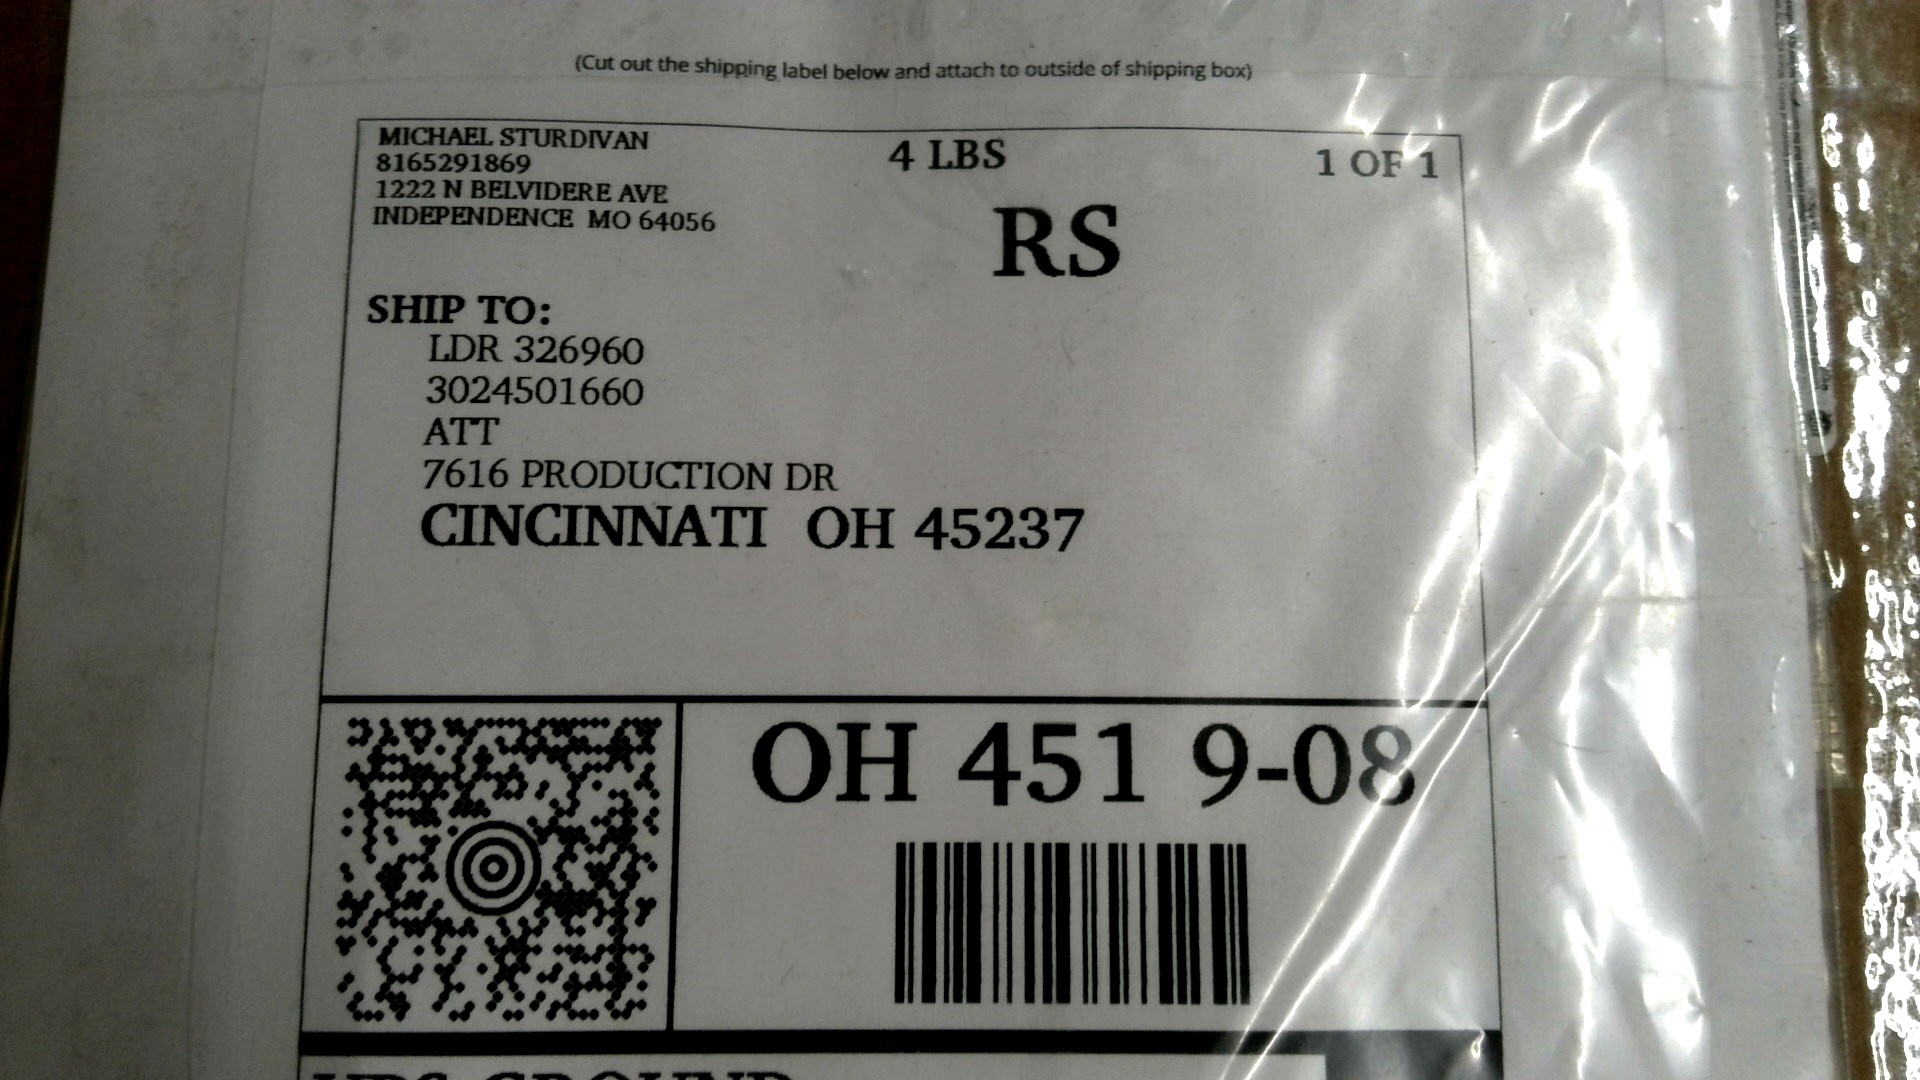 (Cut out the shipping label below and attach to outside of shipping box)
MICHAEL STURDIVAN
8165291869
1222 N BELVIDERE AVE
INDEPENDENCE MO 64056
4 LBS
1 OF 1
RS
SHIP TO:
LDR 326960
3024501660
ATT
7616 PRODUCTION DR
CINCINNATI OH 45237
OH 451 9-08
UPS GROUND